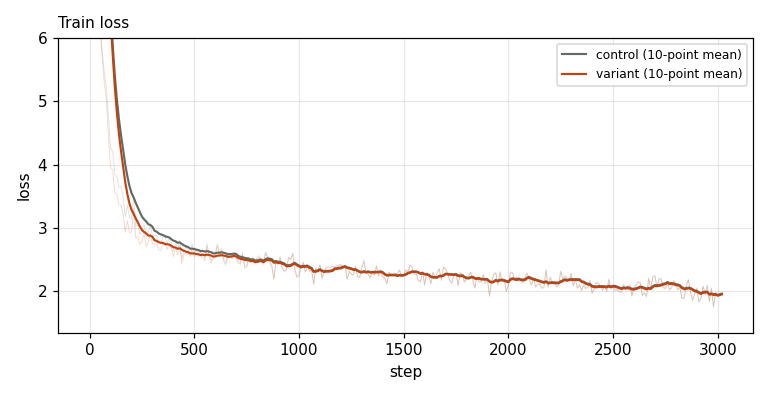 Train loss
control (10-point mean)
variant (10-point mean)
6
5
4
3
2
loss
0 500 1000 1500 2000 2500 3000
step